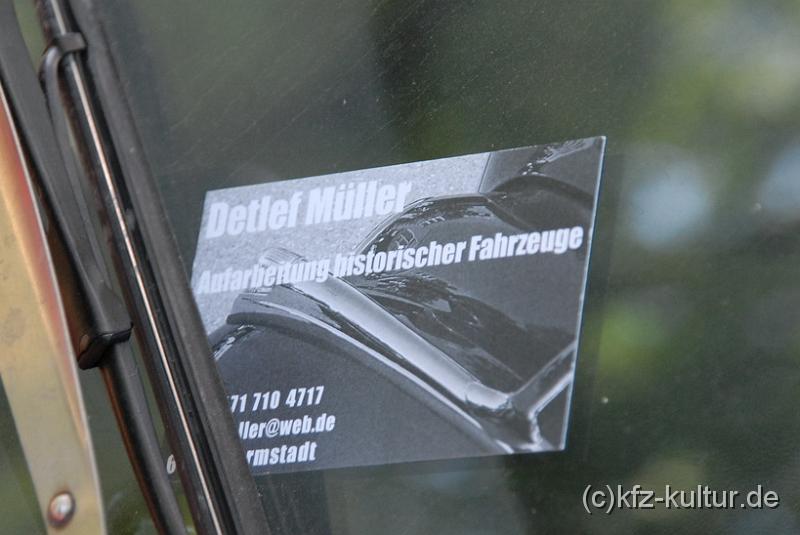 Detlef Müller
Aufarbeitung historischer Fahrzeuge
71 710 4717
ller@web.de
rmstadt
(c)kfz-kultur.de